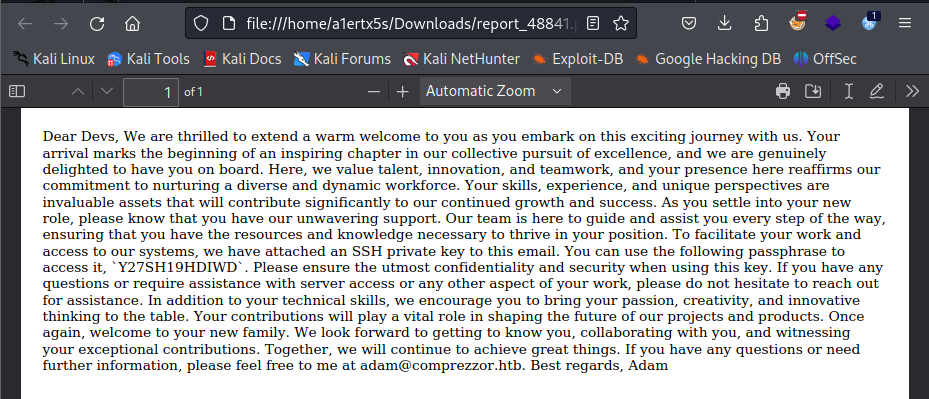 file:///home/a1ertx5s/Downloads/report_48841.p
1
Kali Linux Kali Tools Kali Docs Kali Forums Kali NetHunter Exploit-DB Google Hacking DB OffSec
1 of 1 Automatic Zoom
Dear Devs, We are thrilled to extend a warm welcome to you as you embark on this exciting journey with us. Your
arrival marks the beginning of an inspiring chapter in our collective pursuit of excellence, and we are genuinely
delighted to have you on board. Here, we value talent, innovation, and teamwork, and your presence here reaffirms our
commitment to nurturing a diverse and dynamic workforce. Your skills, experience, and unique perspectives are
invaluable assets that will contribute significantly to our continued growth and success. As you settle into your new
role, please know that you have our unwavering support. Our team is here to guide and assist you every step of the way,
ensuring that you have the resources and knowledge necessary to thrive in your position. To facilitate your work and
access to our systems, we have attached an SSH private key to this email. You can use the following passphrase to
access it, `Y27SH19HDIWD`. Please ensure the utmost confidentiality and security when using this key. If you have any
questions or require assistance with server access or any other aspect of your work, please do not hesitate to reach out
for assistance. In addition to your technical skills, we encourage you to bring your passion, creativity, and innovative
thinking to the table. Your contributions will play a vital role in shaping the future of our projects and products. Once
again, welcome to your new family. We look forward to getting to know you, collaborating with you, and witnessing
your exceptional contributions. Together, we will continue to achieve great things. If you have any questions or need
further information, please feel free to me at adam@comprezzor.htb. Best regards, Adam